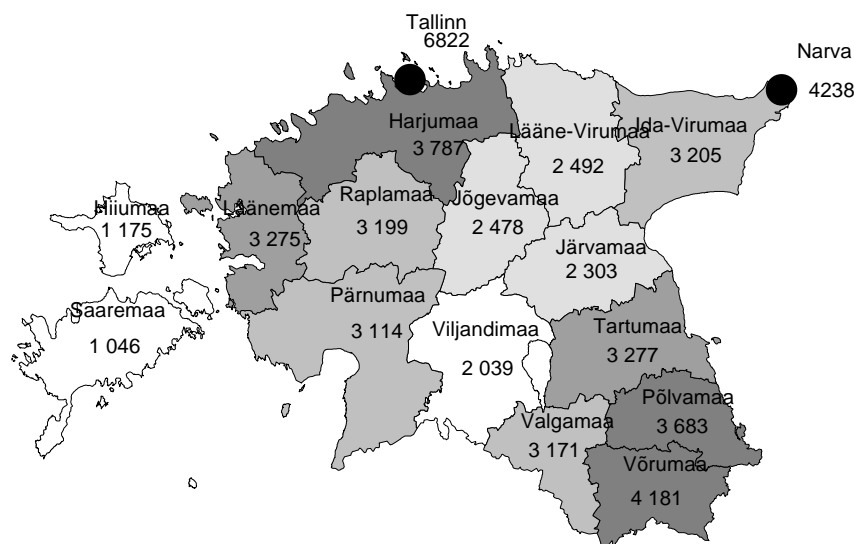 Tallinn
6822
Narva
4238
Harjumaa
3 787
Lääne-Virumaa
2 492
Ida-Virumaa
3 205
Hiiumaa
1 175
Läänemaa
3 275
Raplamaa
3 199
Jõgevamaa
2 478
Järvamaa
2 303
Saaremaa
1 046
Pärnumaa
3 114
Viljandimaa
2 039
Tartumaa
3 277
Põlvamaa
3 683
Valgamaa
3 171
Võrumaa
4 181